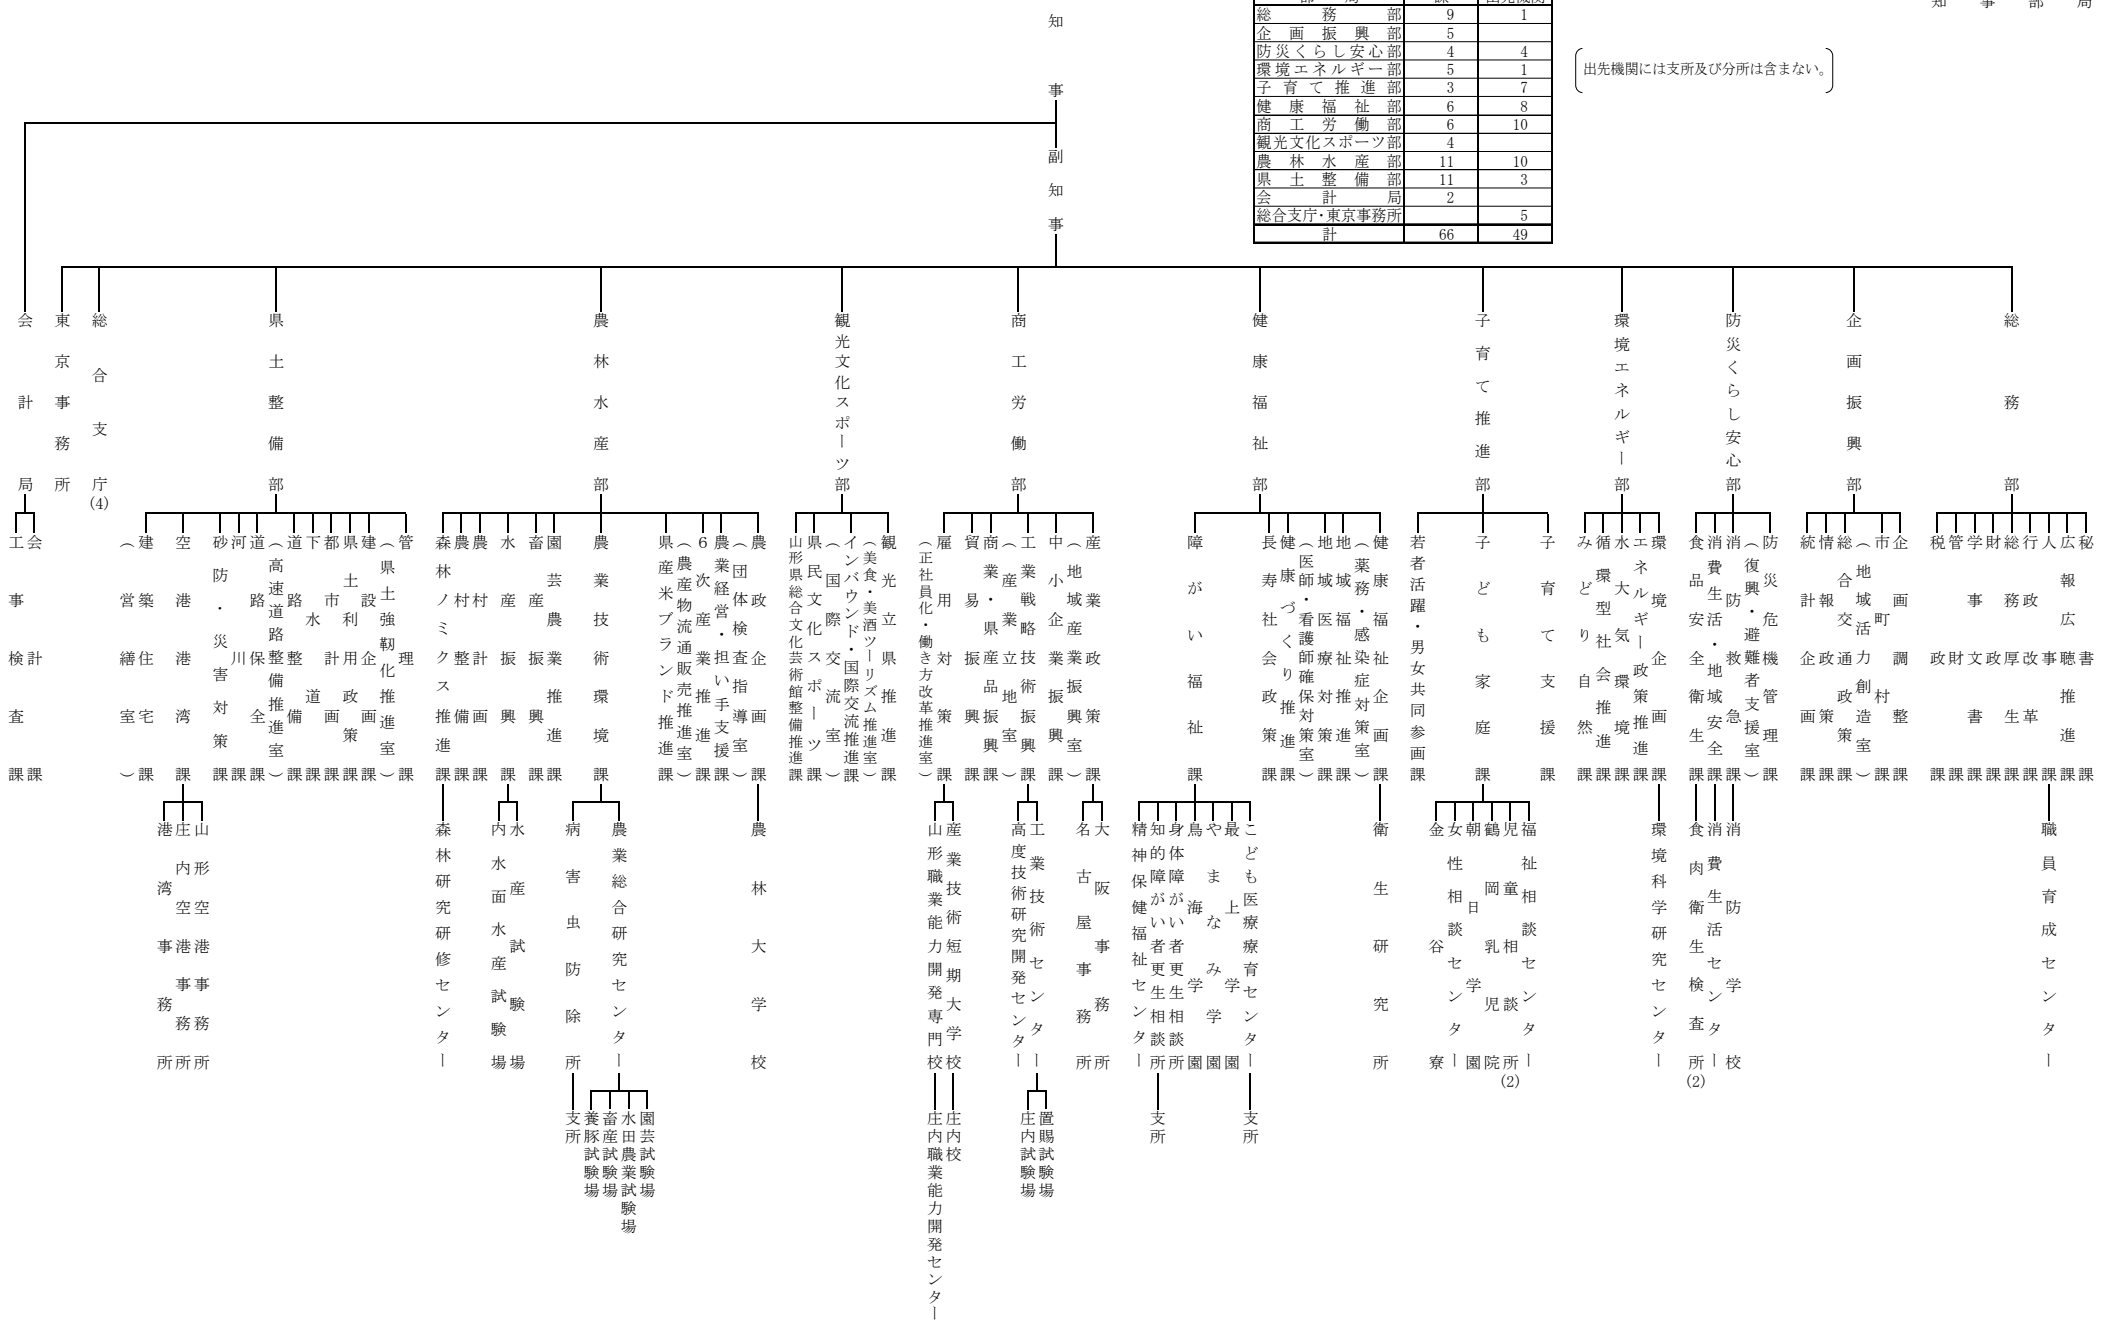 知事部局
部局 課 出先機関
総務部 9 1
企画振興部 5
防災くらし安心部 4 4
環境エネルギー部 5 1
子育て推進部 3 7
健康福祉部 6 8
商工労働部 6 10
観光文化スポーツ部 4
農林水産部 11 10
県土整備部 11 3
会計局 2
総合支庁・東京事務所 5
計 66 49
出先機関には支所及び分所は含まない。
知事
副知事
総務部
秘書課
広報広聴推進課
人事課
職員育成センター
行政改革課
総務厚生課
財政課
学事文書課
管財課
税政課
企画振興部
企画調整課
市町村課
(地域活力創造室)
総合交通政策課
情報政策課
統計企画課
防災くらし安心部
防災危機管理課
(復興・避難者支援室)
消防救急課
消防学校
消費生活・地域安全課
消費生活センター
食品安全衛生課
食肉衛生検査所
(2)
環境エネルギー部
環境企画課
環境科学研究センター
エネルギー政策推進課
水大気環境課
循環型社会推進課
みどり自然課
子育て推進部
子育て支援課
子ども家庭課
福祉相談センター
児童相談所
(2)
鶴岡乳児院
朝日学園
女性相談センター
金谷寮
若者活躍・男女共同参画課
健康福祉部
健康福祉企画課
衛生研究所
(薬務・感染症対策室)
地域福祉推進課
地域医療対策課
(医師・看護師確保対策室)
健康づくり推進課
長寿社会政策課
障がい福祉課
こども医療療育センター
支所
最上学園
やまなみ学園
鳥海学園
身体障がい者更生相談所
知的障がい者更生相談所
支所
精神保健福祉センター
商工労働部
産業政策課
大阪事務所
名古屋事務所
(地域産業振興室)
中小企業振興課
工業戦略技術振興課
工業技術センター
置賜試験場
庄内試験場
高度技術研究開発センター
(産業立地室)
商業・県産品振興課
貿易振興課
雇用対策課
産業技術短期大学校
庄内校
山形職業能力開発専門校
庄内職業能力開発センター
(正社員化・働き方改革推進室)
観光文化スポーツ部
観光立県推進課
(美食・美酒ツーリズム推進室)
インバウンド・国際交流推進課
(国際交流室)
県民文化スポーツ課
山形県総合文化芸術館整備推進課
農林水産部
農政企画課
農林大学校
(団体検査指導室)
農業経営・担い手支援課
6次産業推進課
(農産物流通販売推進室)
県産米ブランド推進課
農業技術環境課
農業総合研究センター
園芸試験場
水田農業試験場
畜産試験場
養豚試験場
病害虫防除所
支所
園芸農業推進課
畜産振興課
水産振興課
水産試験場
内水面水産試験場
農村計画課
農村整備課
森林ノミクス推進課
森林研究研修センター
県土整備部
管理課
(県土強靱化推進室)
建設企画課
県土利用政策課
都市計画課
下水道課
道路整備課
(高速道路整備推進室)
道路保全課
河川課
砂防・災害対策課
空港港湾課
山形空港事務所
庄内空港事務所
港湾事務所
建築住宅課
(営繕室)
総合支庁
(4)
東京事務所
会計局
会計課
工事検査課